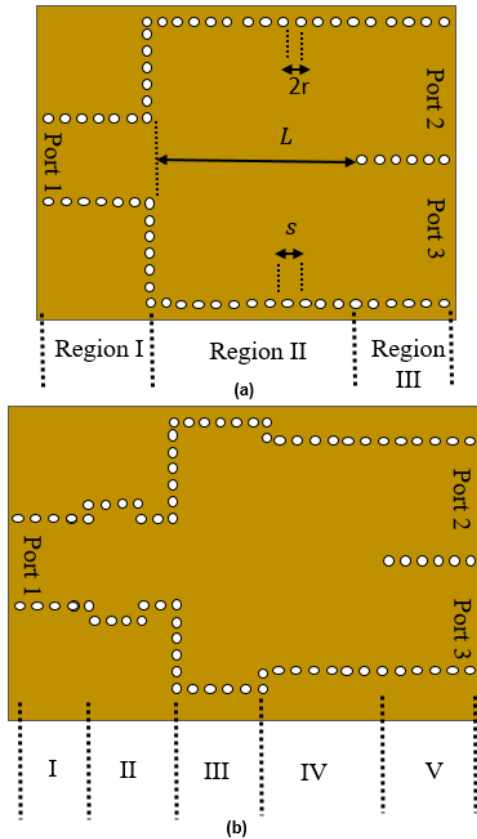 2r
Port 2
Port 1
L
Port 3
s
Region I
Region II
Region
III
(a)
Port 2
Port 1
Port 3
I
II
III
IV
V
(b)